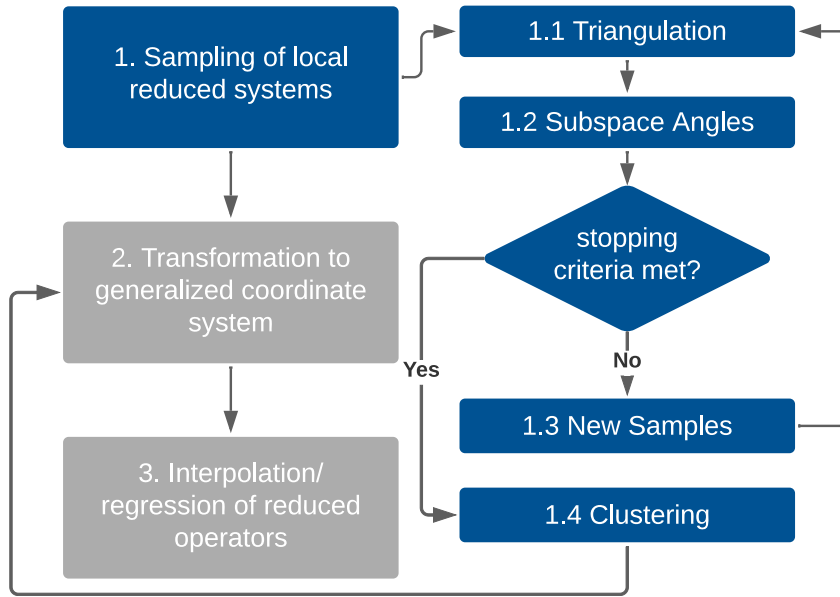 1. Sampling of local
reduced systems
2. Transformation to
generalized coordinate
system
3. Interpolation/
regression of reduced
operators
1.1 Triangulation
1.2 Subspace Angles
stopping
criteria met?
Yes
No
1.3 New Samples
1.4 Clustering